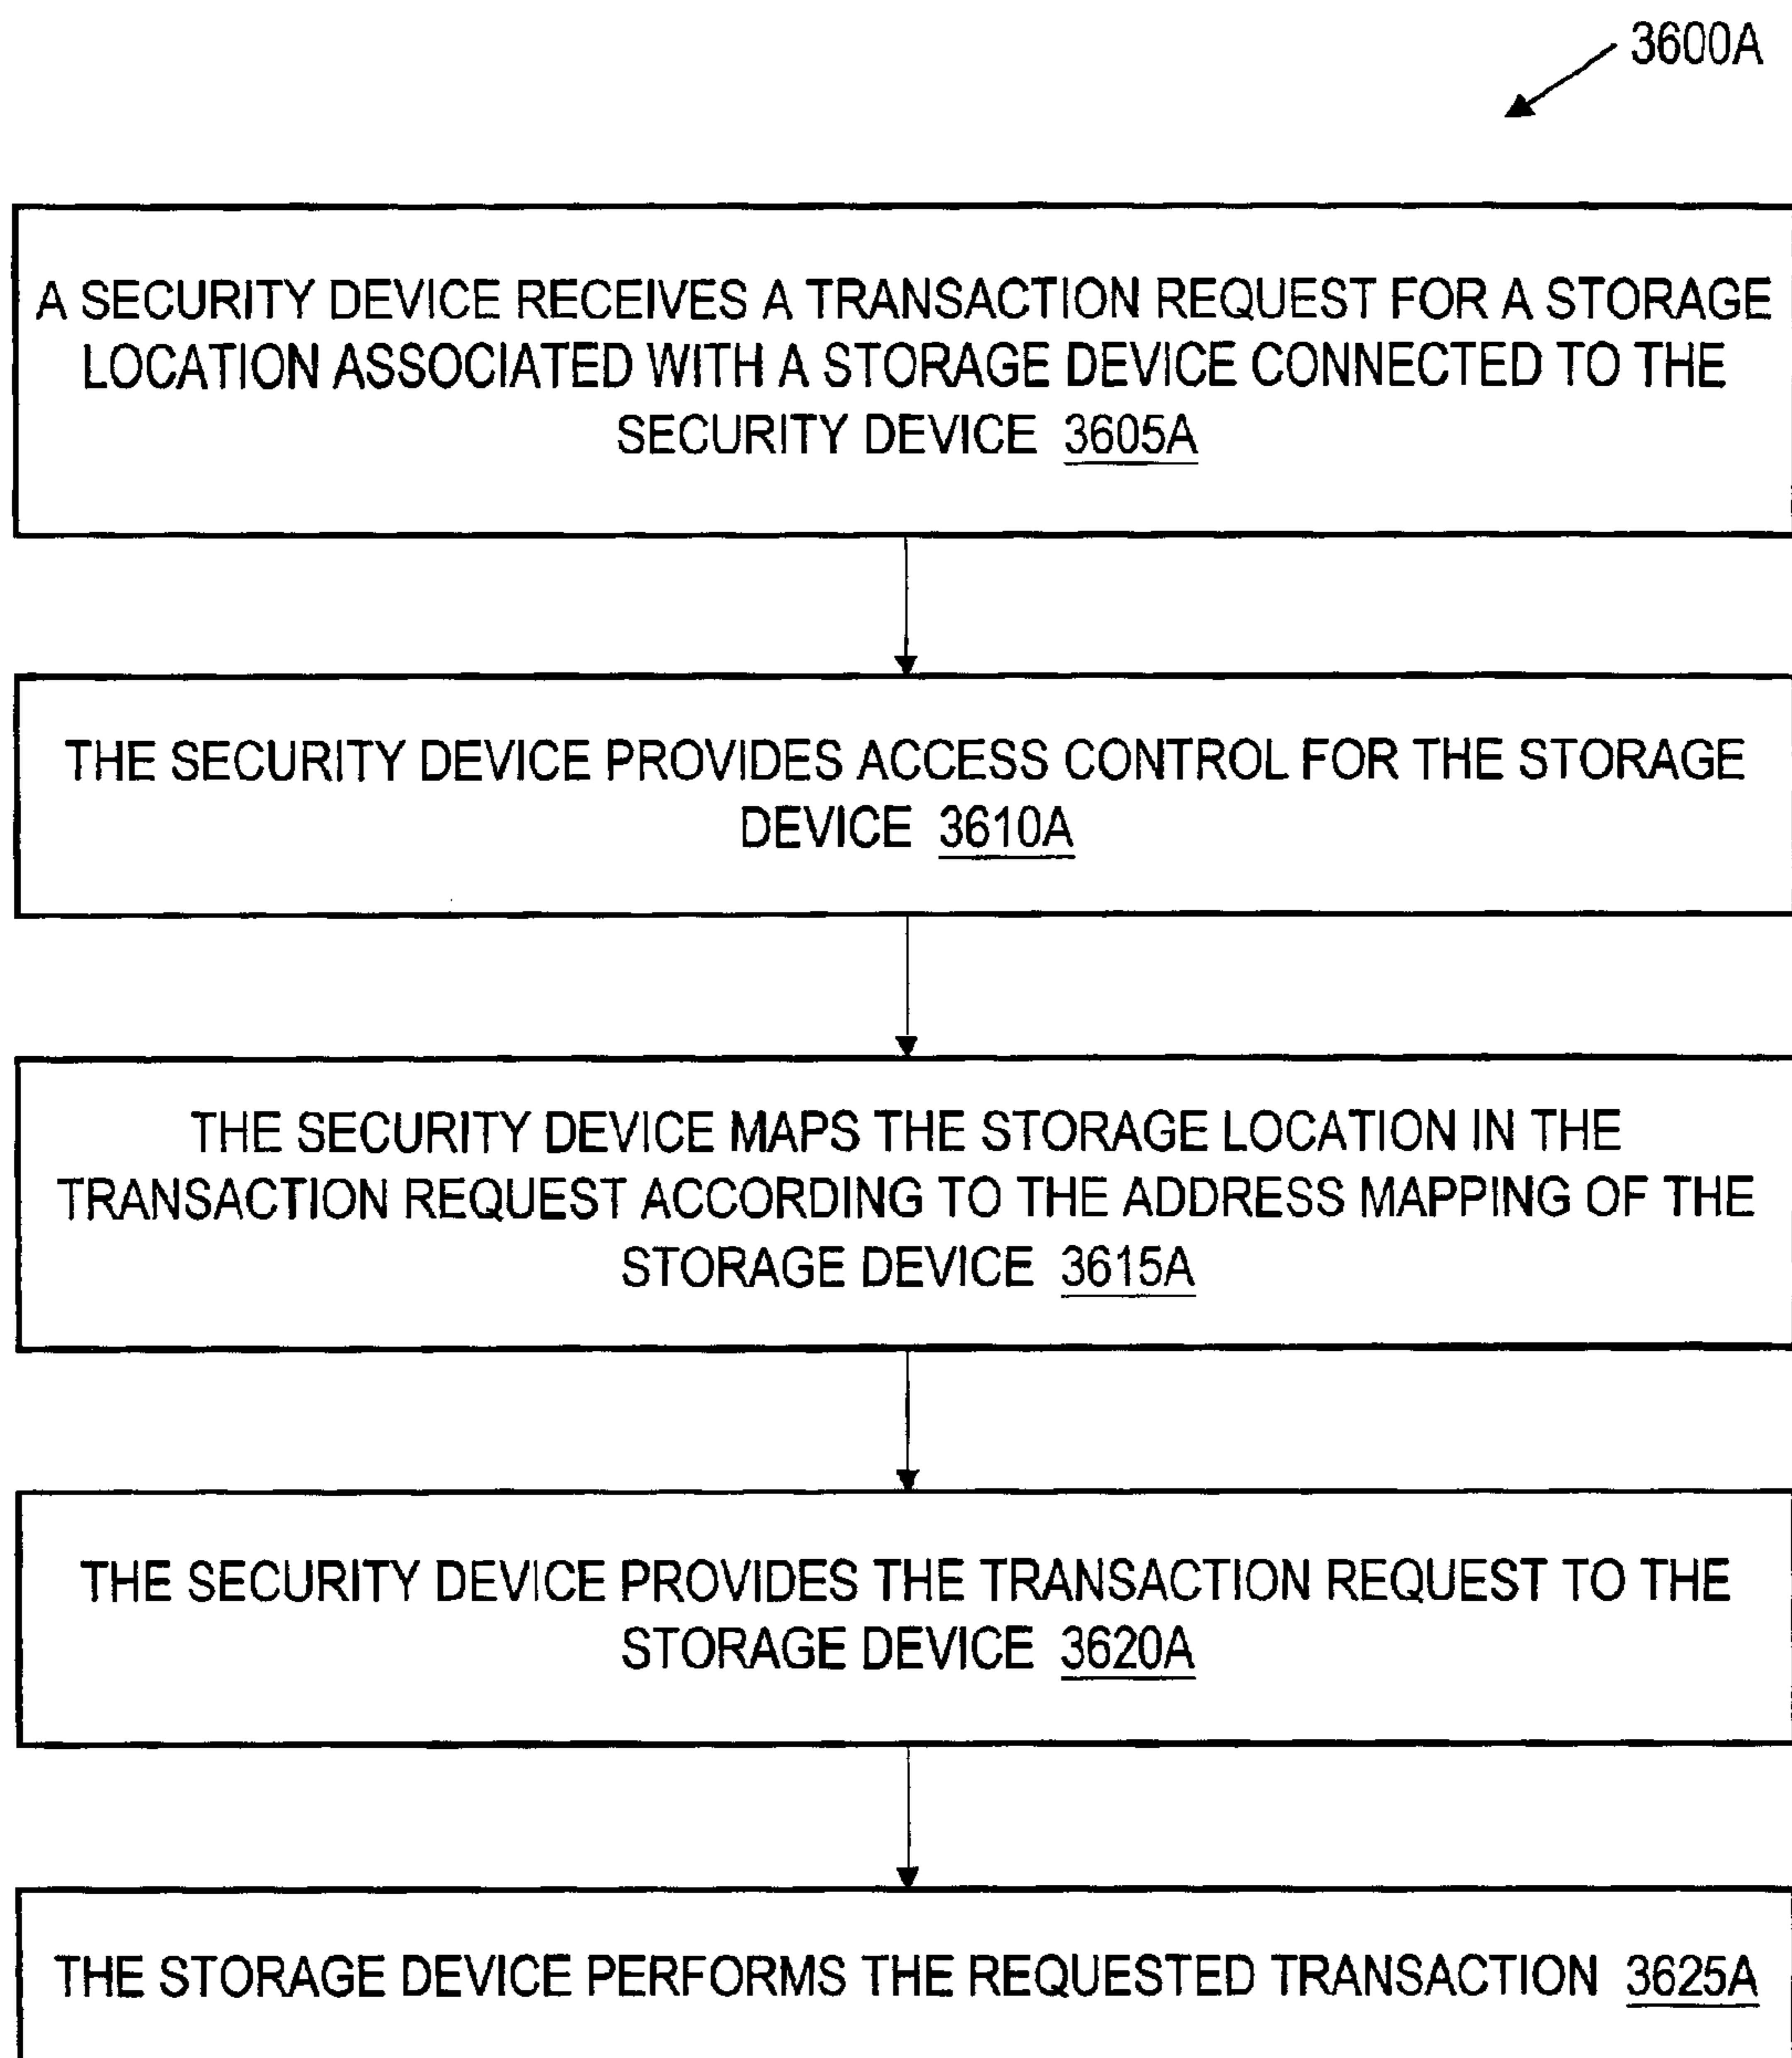 3600A
A SECURITY DEVICE RECEIVES A TRANSACTION REQUEST FOR A STORAGE
LOCATION ASSOCIATED WITH A STORAGE DEVICE CONNECTED TO THE
SECURITY DEVICE 3605A
THE SECURITY DEVICE PROVIDES ACCESS CONTROL FOR THE STORAGE
DEVICE 3610A
THE SECURITY DEVICE MAPS THE STORAGE LOCATION IN THE
TRANSACTION REQUEST ACCORDING TO THE ADDRESS MAPPING OF THE
STORAGE DEVICE 3615A
THE SECURITY DEVICE PROVIDES THE TRANSACTION REQUEST TO THE
STORAGE DEVICE 3620A
THE STORAGE DEVICE PERFORMS THE REQUESTED TRANSACTION 3625A